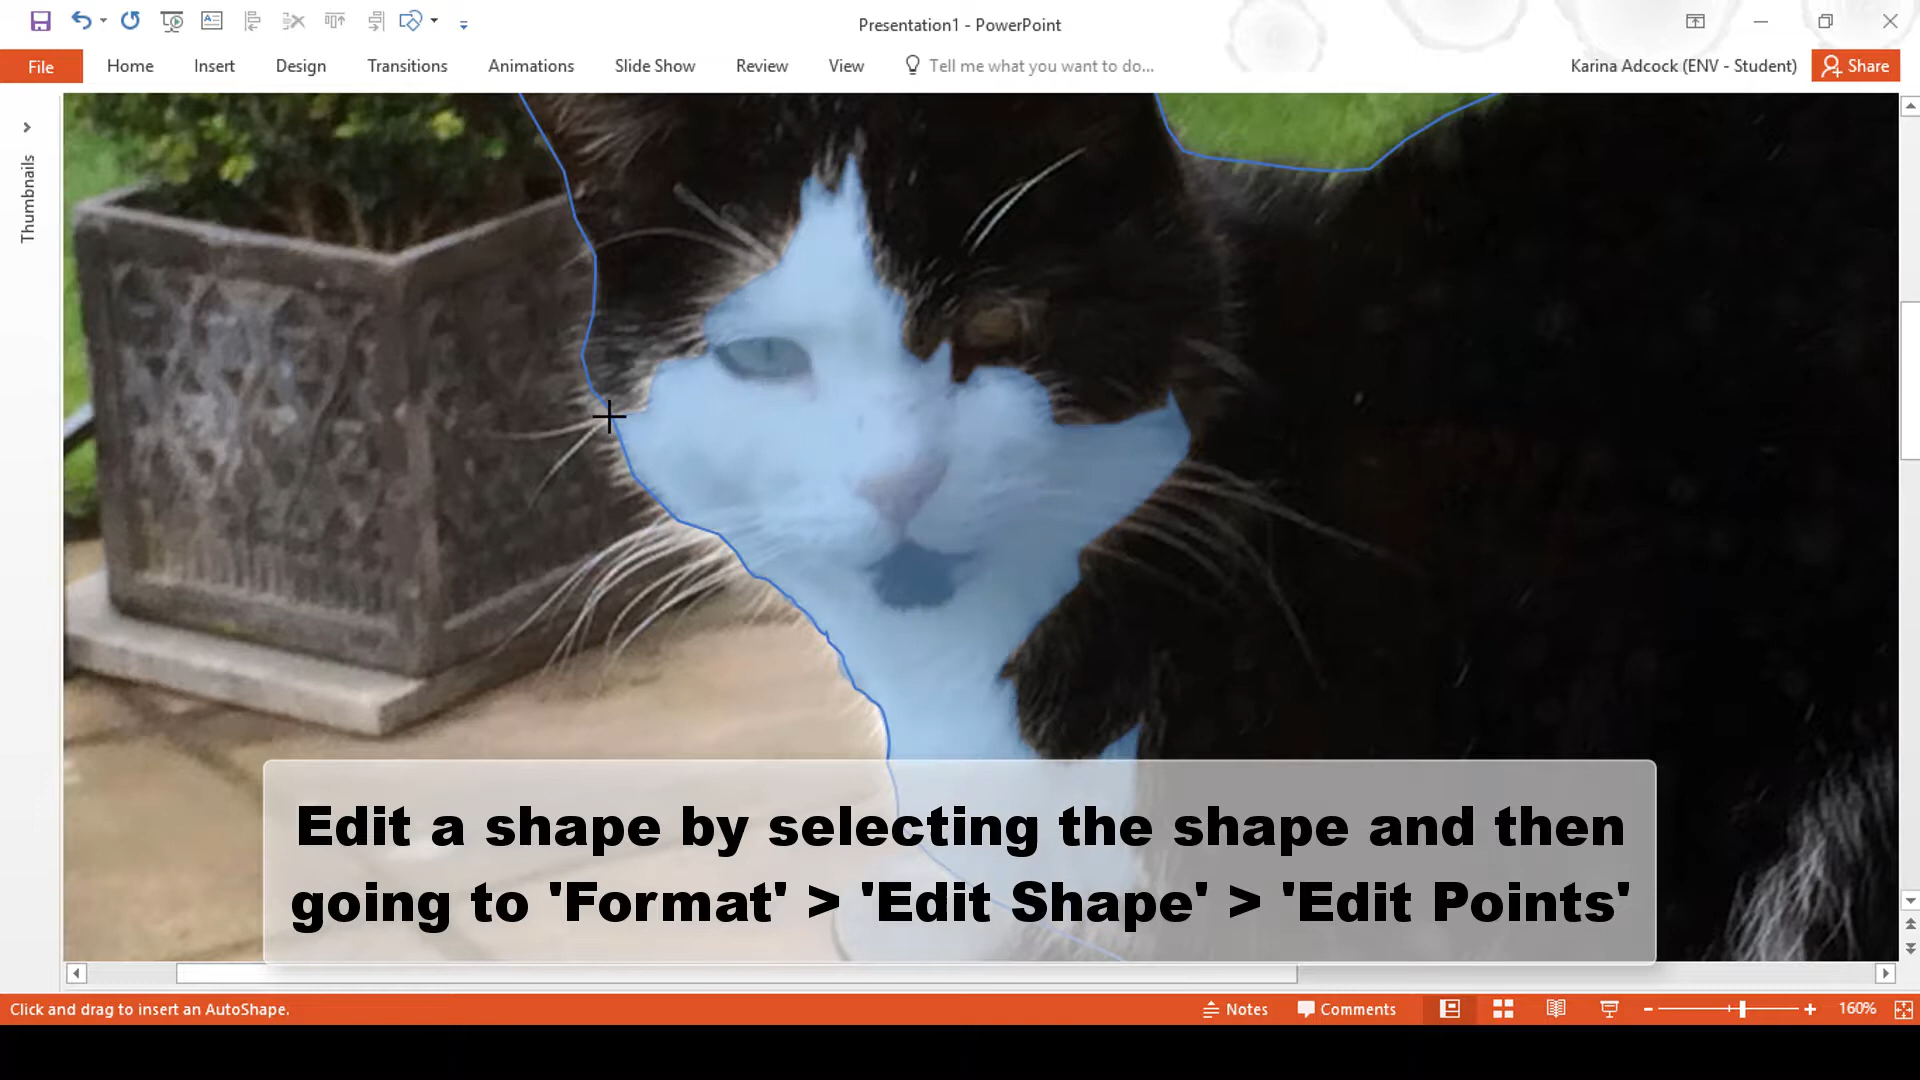 Presentation1 - PowerPoint
File Home Insert Design Transitions Animations Slide Show Review View Tell me what you want to do... Karina Adcock (ENV - Student) Share
Thumbnails
Edit a shape by selecting the shape and then
going to 'Format' > 'Edit Shape' > 'Edit Points'
Click and drag to insert an AutoShape. Notes Comments 160%